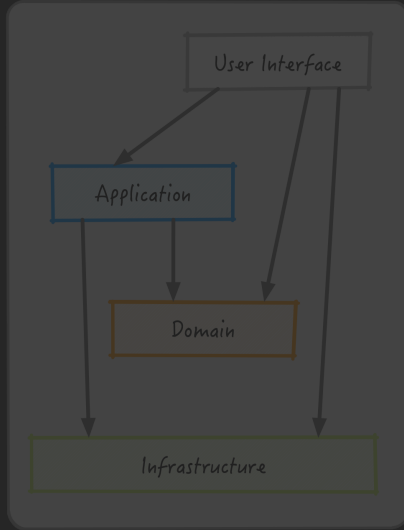 User Interface
Application
Domain
Infrastructure